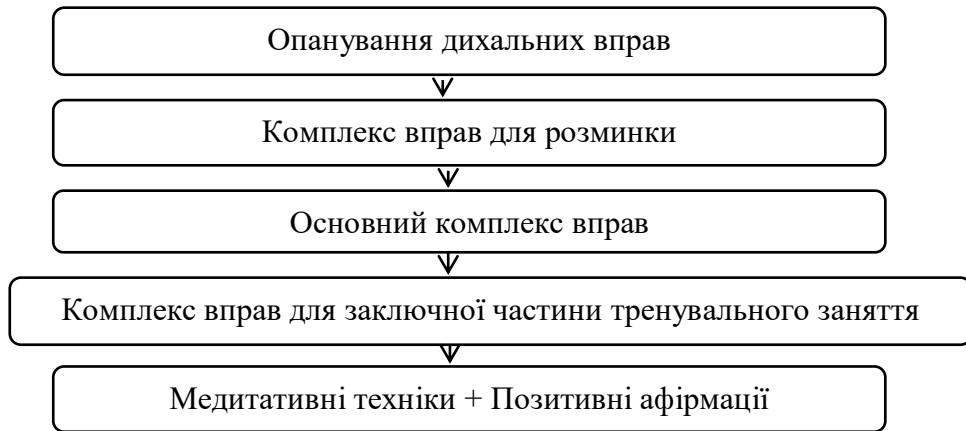 Опанування дихальних вправ
Комплекс вправ для розминки
Основний комплекс вправ
Комплекс вправ для заключної частини тренувального заняття
Медитативні техніки + Позитивні афірмації